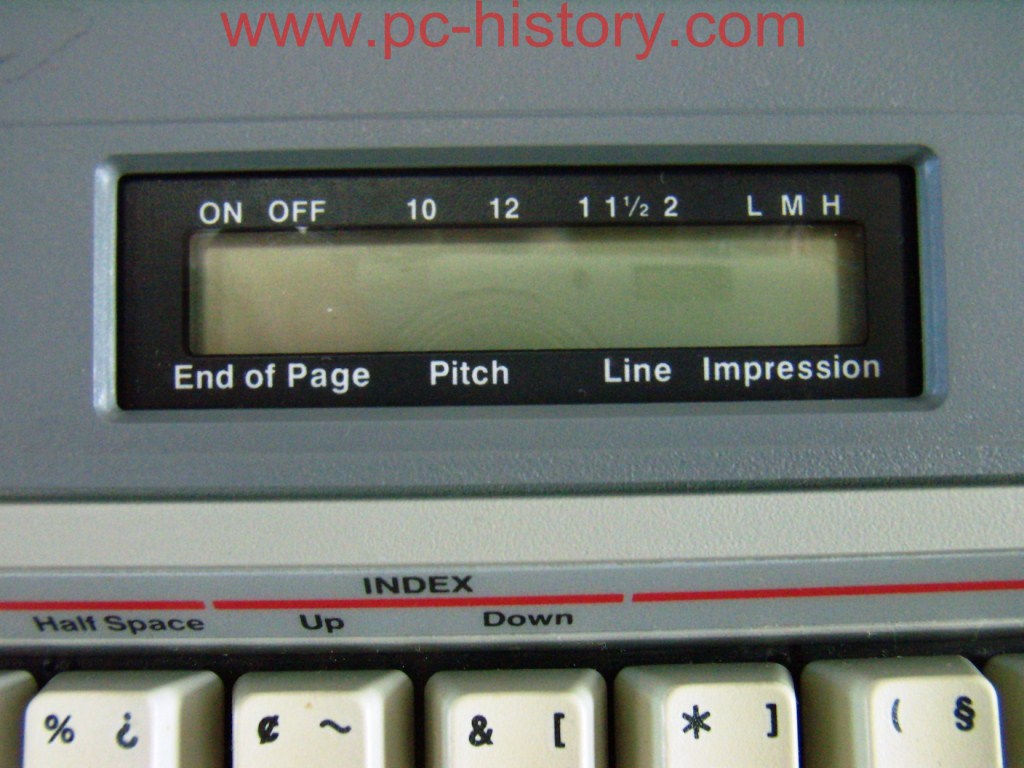 www.pc-history.com
ON OFF 10 12 1 1½ 2 L M H
End of Page Pitch Line Impression
INDEX
Half Space Up Down
% ¿ ¢ ~ & [ * ] ( §